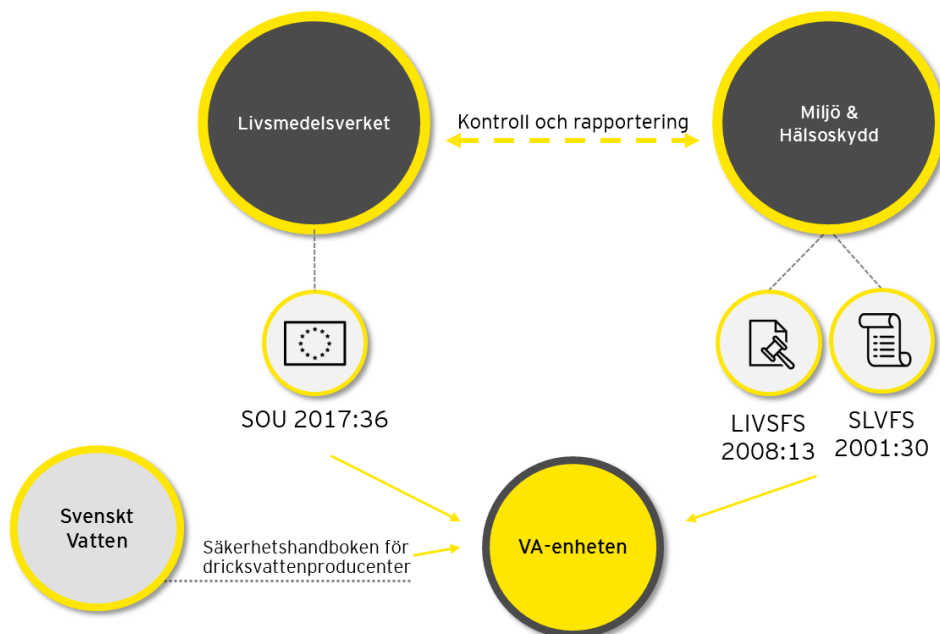 Livsmedelsverket
Kontroll och rapportering
Miljö &
Hälsoskydd
SOU 2017:36
LIVSFS
2008:13
SLVFS
2001:30
Svenskt
Vatten
Säkerhetshandboken för
dricksvattenproducenter
VA-enheten